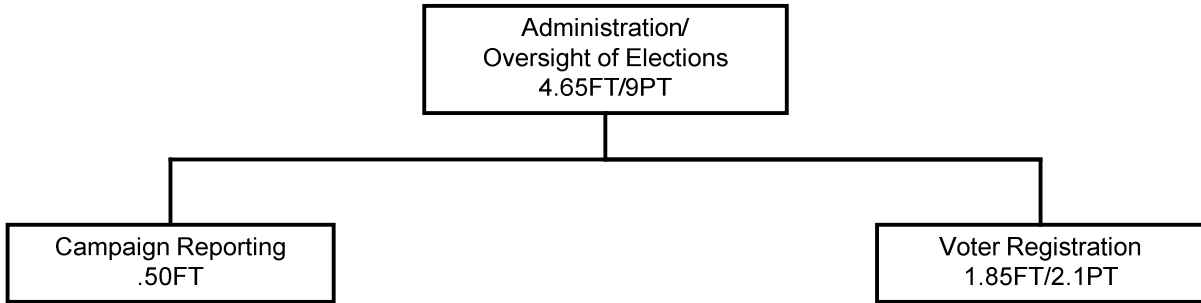 Administration/
Oversight of Elections
4.65FT/9PT
Campaign Reporting
.50FT
Voter Registration
1.85FT/2.1PT